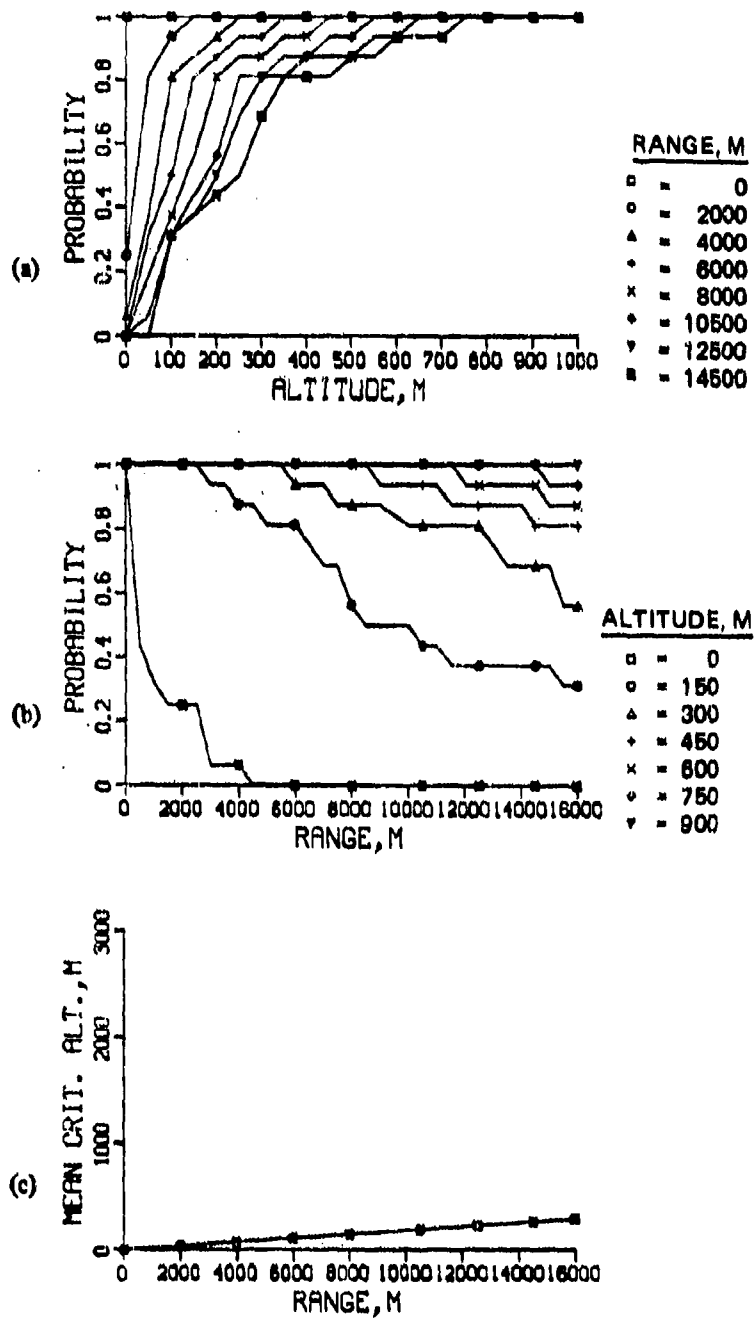 (a)
PROBABILITY
1
0.8
0.6
0.4
0.2
0
0 100 200 300 400 500 600 700 800 900 1000
ALTITUDE, M
RANGE, M
= 0
= 2000
= 4000
= 6000
= 8000
= 10500
= 12500
= 14500
(b)
PROBABILITY
1
0.8
0.6
0.4
0.2
0
0 2000 4000 6000 8000 10000 12000 14000 16000
RANGE, M
ALTITUDE, M
= 0
= 150
= 300
= 450
= 600
= 750
= 900
(c)
MEAN CRIT. ALT., M
3000
2000
1000
0
0 2000 4000 6000 8000 10000 12000 14000 16000
RANGE, M